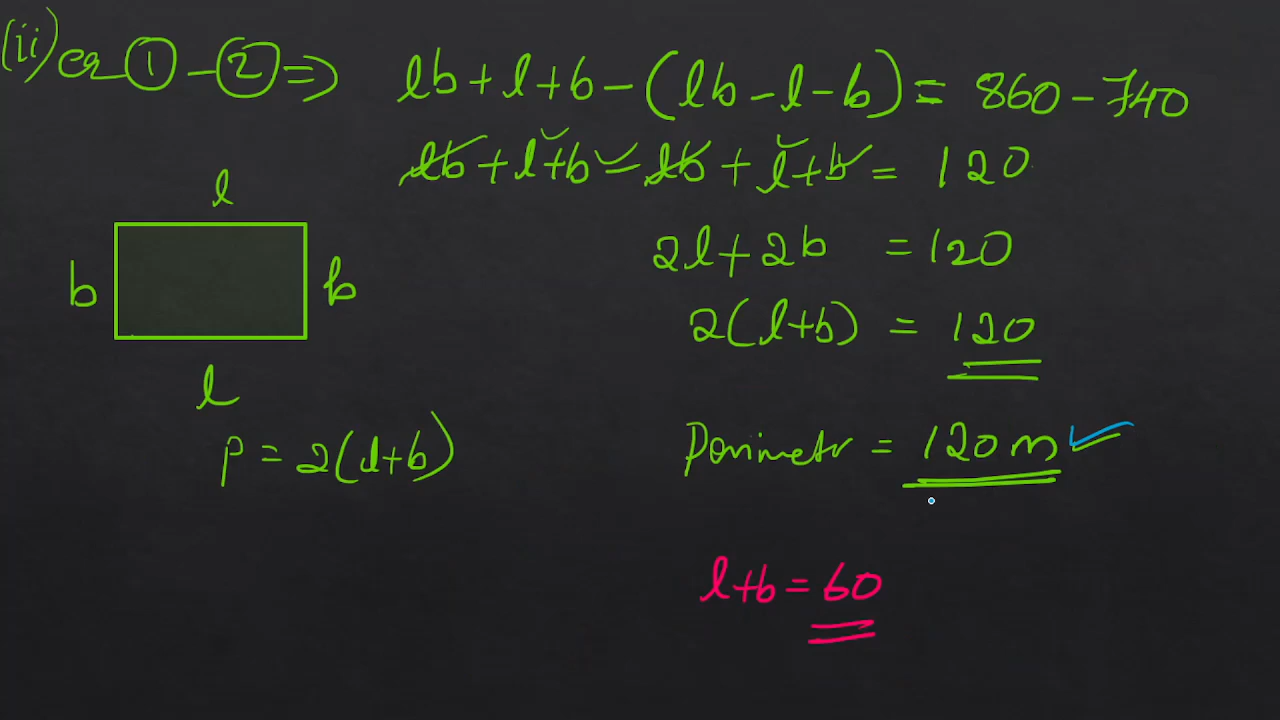 (ii) eq ① - ② ⇒ lb + l + b - (lb - l - b) = 860 - 740
lb + l + b - lb + l + b = 120
2l + 2b = 120
2(l+b) = 120
l
b
b
l
P = 2(l+b)
Perimeter = 120 m
l+b = 60